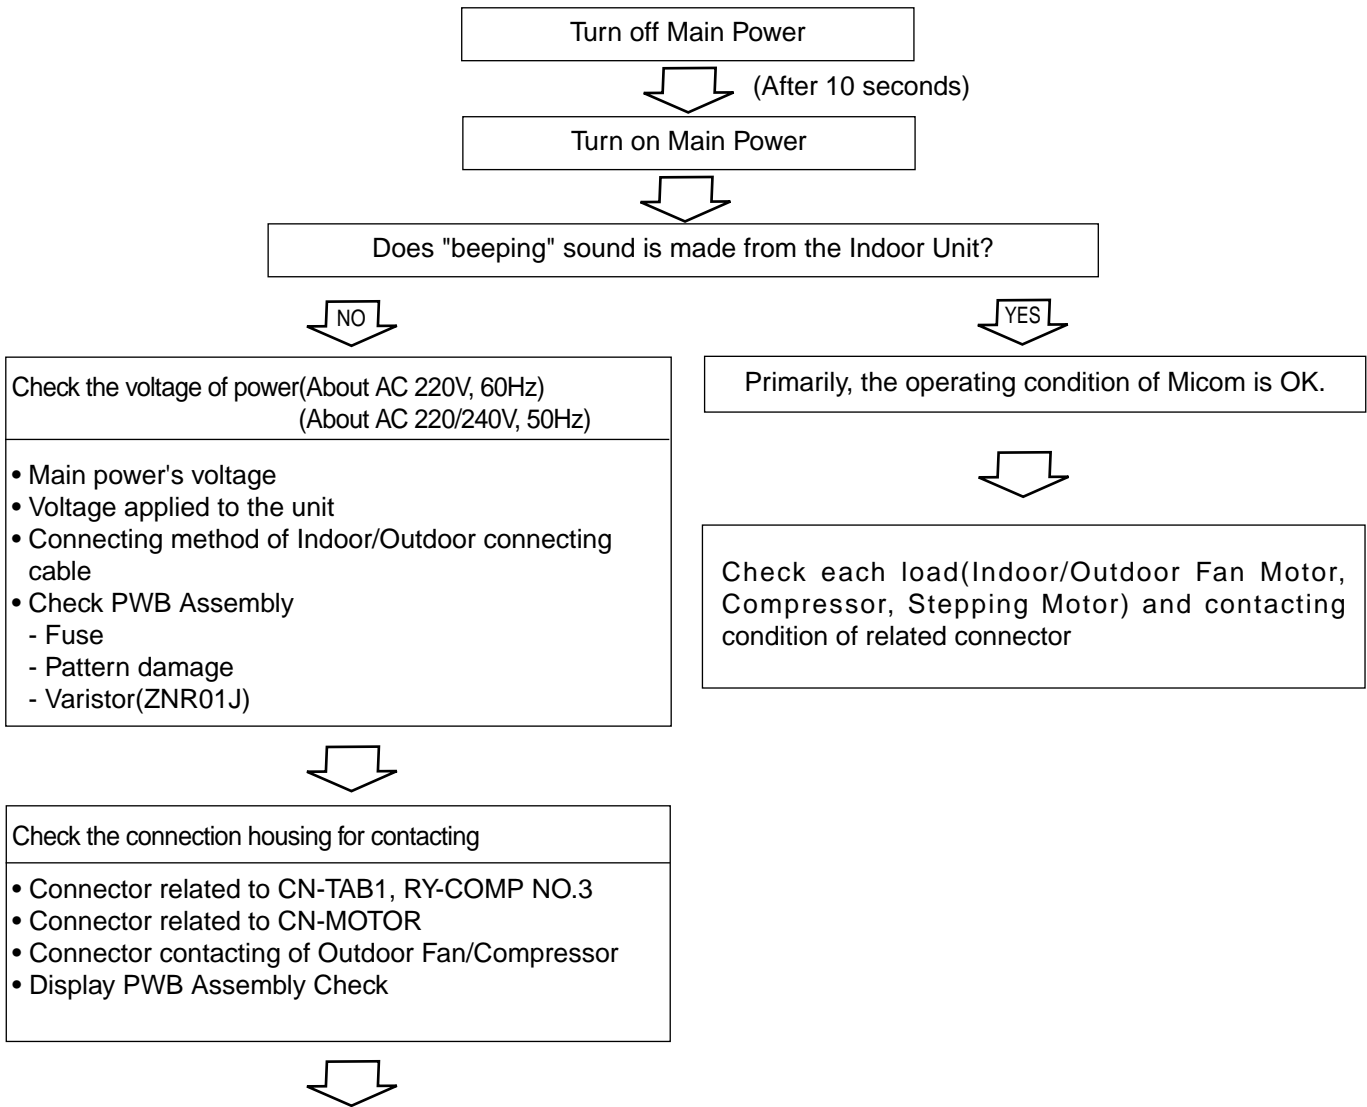 Turn off Main Power
(After 10 seconds)
Turn on Main Power
Does "beeping" sound is made from the Indoor Unit?
NO
YES
Check the voltage of power(About AC 220V, 60Hz)
(About AC 220/240V, 50Hz)
• Main power's voltage
• Voltage applied to the unit
• Connecting method of Indoor/Outdoor connecting
cable
• Check PWB Assembly
- Fuse
- Pattern damage
- Varistor(ZNR01J)
Primarily, the operating condition of Micom is OK.
Check each load(Indoor/Outdoor Fan Motor,
Compressor, Stepping Motor) and contacting
condition of related connector
Check the connection housing for contacting
• Connector related to CN-TAB1, RY-COMP NO.3
• Connector related to CN-MOTOR
• Connector contacting of Outdoor Fan/Compressor
• Display PWB Assembly Check